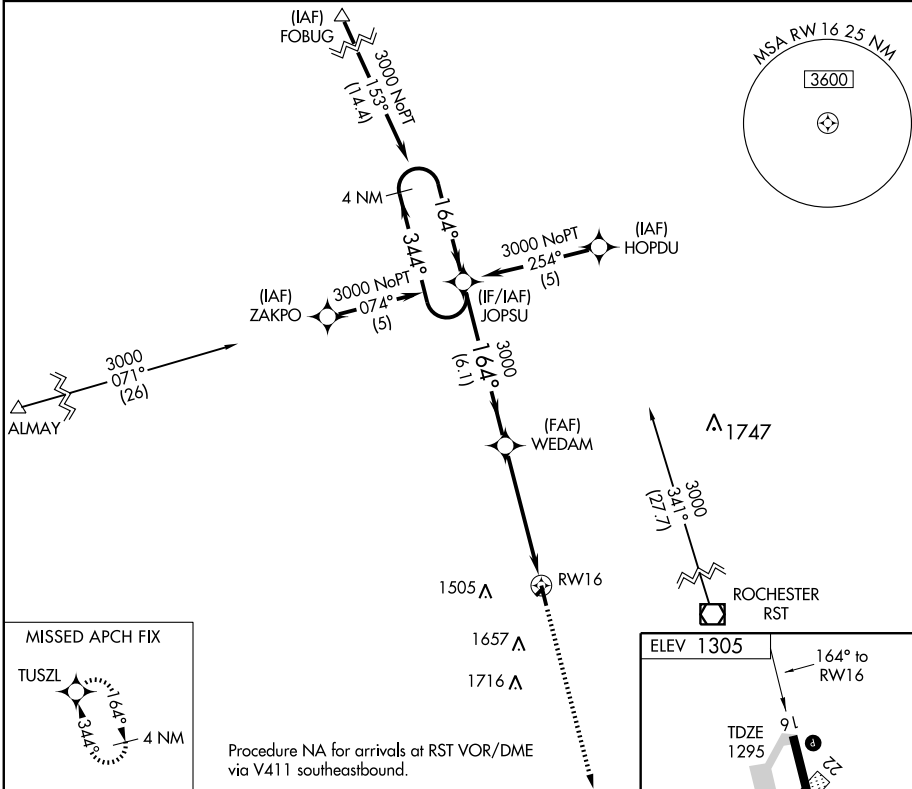 (IAF)
FOBUG
3000 NoPT
153°
(14.4)
MSA RW 16 25 NM
3600
4 NM
164°
344°
3000 NoPT
254°
(5)
(IAF)
HOPDU
(IAF)
ZAKPO
3000 NoPT
074°
(5)
(IF/IAF)
JOPSU
3000
164°
(6.1)
3000
071°
(26)
ALMAY
(FAF)
WEDAM
1747
3000
341°
(27.7)
1505
RW16
ROCHESTER
RST
1657
1716
MISSED APCH FIX
TUSZL
164°
344°
4 NM
Procedure NA for arrivals at RST VOR/DME
via V411 southeastbound.
ELEV 1305
164° to
RW16
TDZE
1295
16
P
22